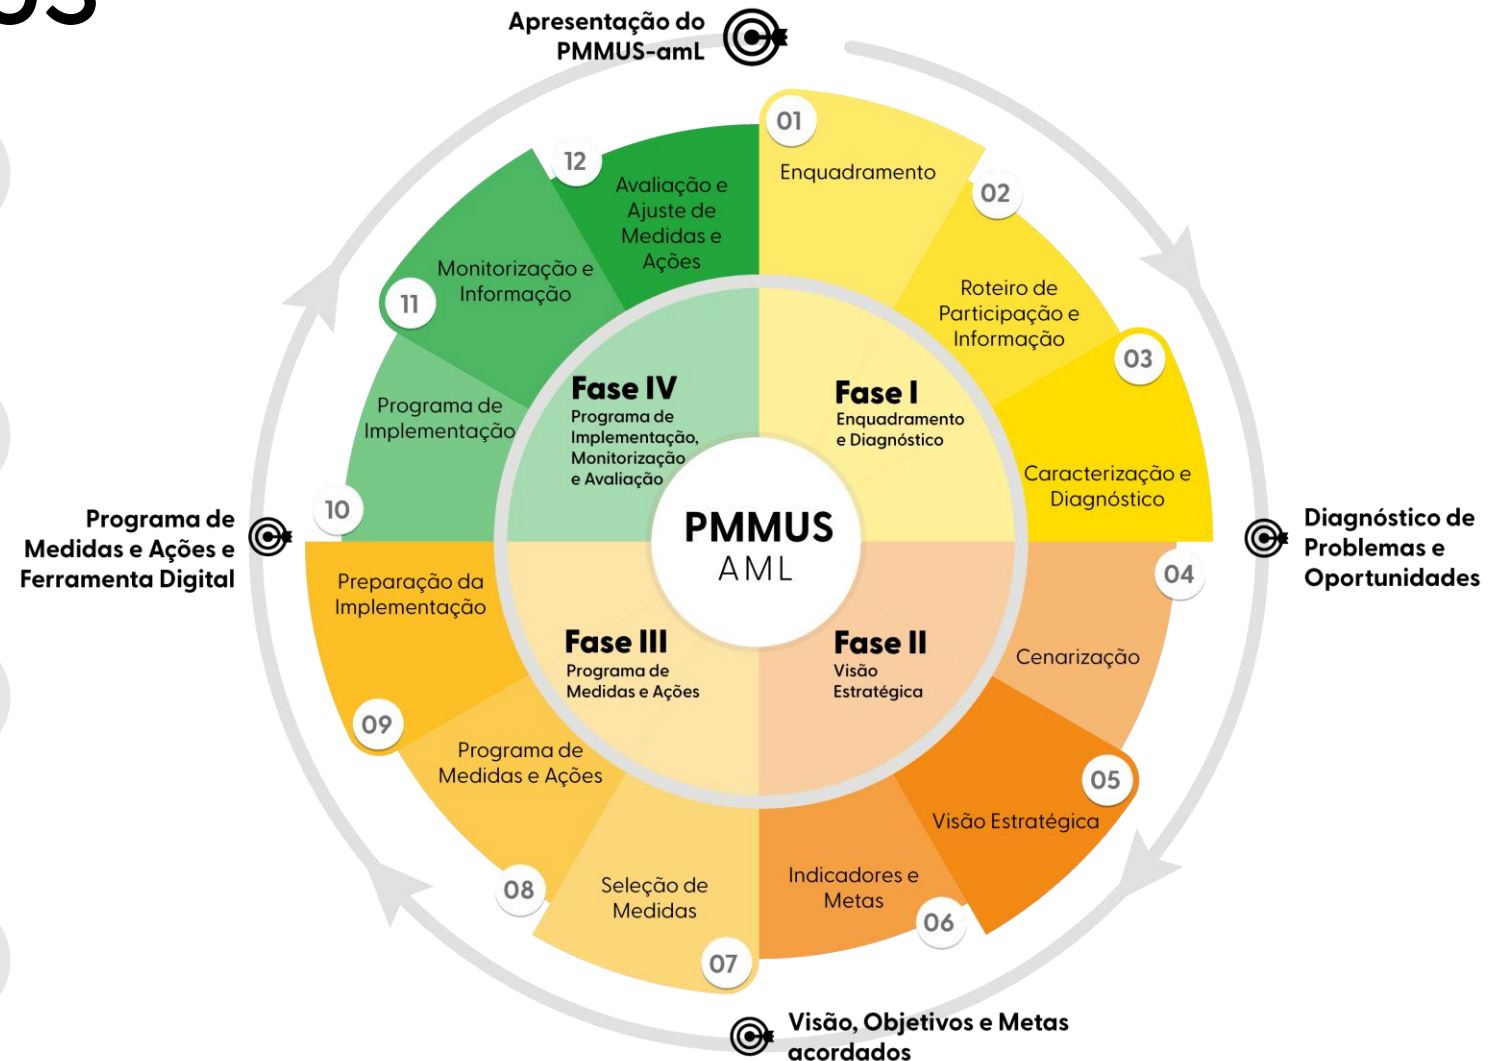 Apresentação do
PMMUS-amL
01
Enquadramento
02
Roteiro de
Participação e
Informação
03
Caracterização e
Diagnóstico
Diagnóstico de
Problemas e
Oportunidades
04
Cenarização
05
Visão Estratégica
06
Indicadores e
Metas
Visão, Objetivos e Metas
acordados
07
Seleção de
Medidas
08
Programa de
Medidas e Ações
09
Preparação da
Implementação
Programa de
Medidas e Ações e
Ferramenta Digital
10
Programa de
Implementação
11
Monitorização e
Informação
12
Avaliação e
Ajuste de
Medidas e
Ações
Fase I
Enquadramento
e Diagnóstico
Fase II
Visão
Estratégica
Fase III
Programa de
Medidas e Ações
Fase IV
Programa de
Implementação,
Monitorização
e Avaliação
PMMUS
AML